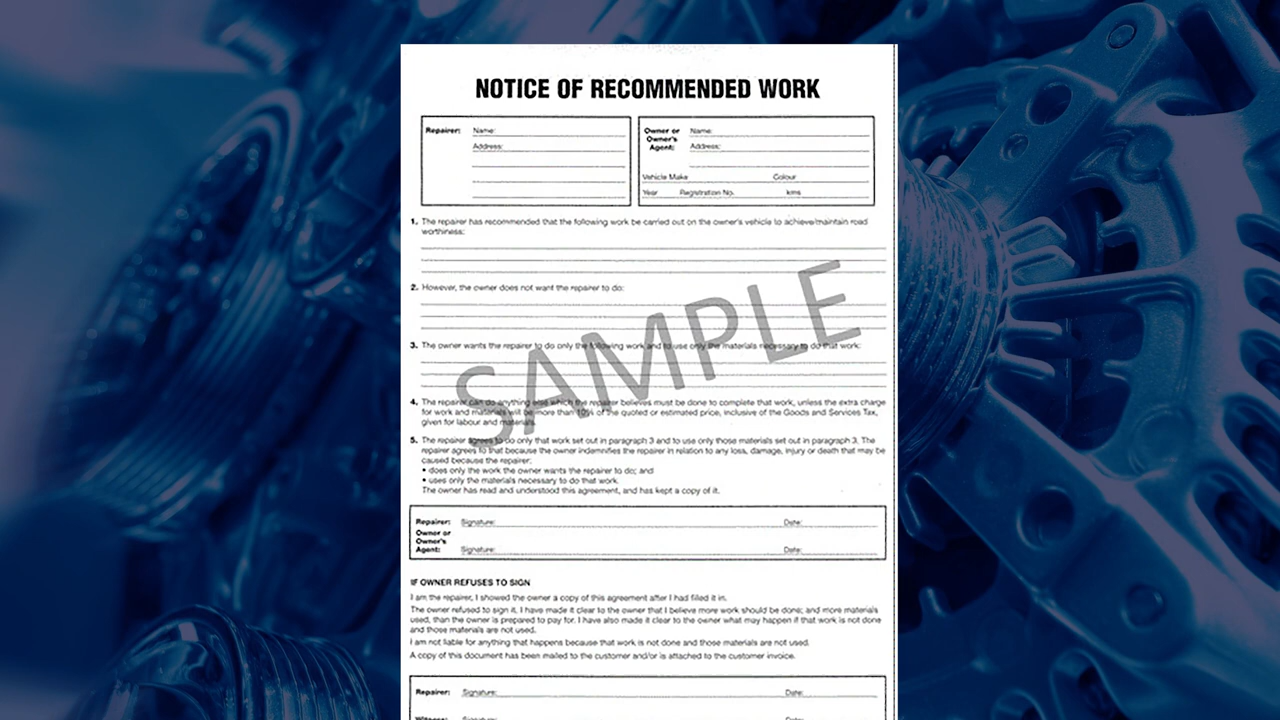 NOTICE OF RECOMMENDED WORK
Repairer: Name:
Address:
Owner or Owner's Agent: Name:
Address:
Vehicle Make Colour
Year Registration No. kms
1. The repairer has recommended that the following work be carried out on the owner's vehicle to achieve/maintain road
worthiness:
2. However, the owner does not want the repairer to do:
3. The owner wants the repairer to do only the following work and to use only the materials necessary to do that work:
SAMPLE
4. The repairer can do anything else which the repairer believes must be done to complete that work, unless the extra charge
for work and materials will be more than 10% of the quoted or estimated price, inclusive of the Goods and Services Tax,
given for labour and materials.
5. The repairer agrees to do only that work set out in paragraph 3 and to use only those materials set out in paragraph 3. The
repairer agrees to that because the owner indemnifies the repairer in relation to any loss, damage, injury or death that may be
caused because the repairer:
• does only the work the owner wants the repairer to do; and
• uses only the materials necessary to do that work.
The owner has read and understood this agreement, and has kept a copy of it.
Repairer: Signature: Date:
Owner or
Owner's
Agent: Signature: Date:
IF OWNER REFUSES TO SIGN
I am the repairer, I showed the owner a copy of this agreement after I had filled it in.
The owner refused to sign it, I have made it clear to the owner that I believe more work should be done; and more materials
used, than the owner is prepared to pay for. I have also made it clear to the owner what may happen if that work is not done
and those materials are not used.
I am not liable for anything that happens because that work is not done and those materials are not used.
A copy of this document has been mailed to the customer and/or is attached to the customer invoice.
Repairer: Signature: Date:
Witness: Signature: Date: